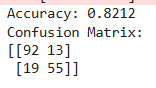 Accuracy: 0.8212
Confusion Matrix:
[[92 13]
 [19 55]]